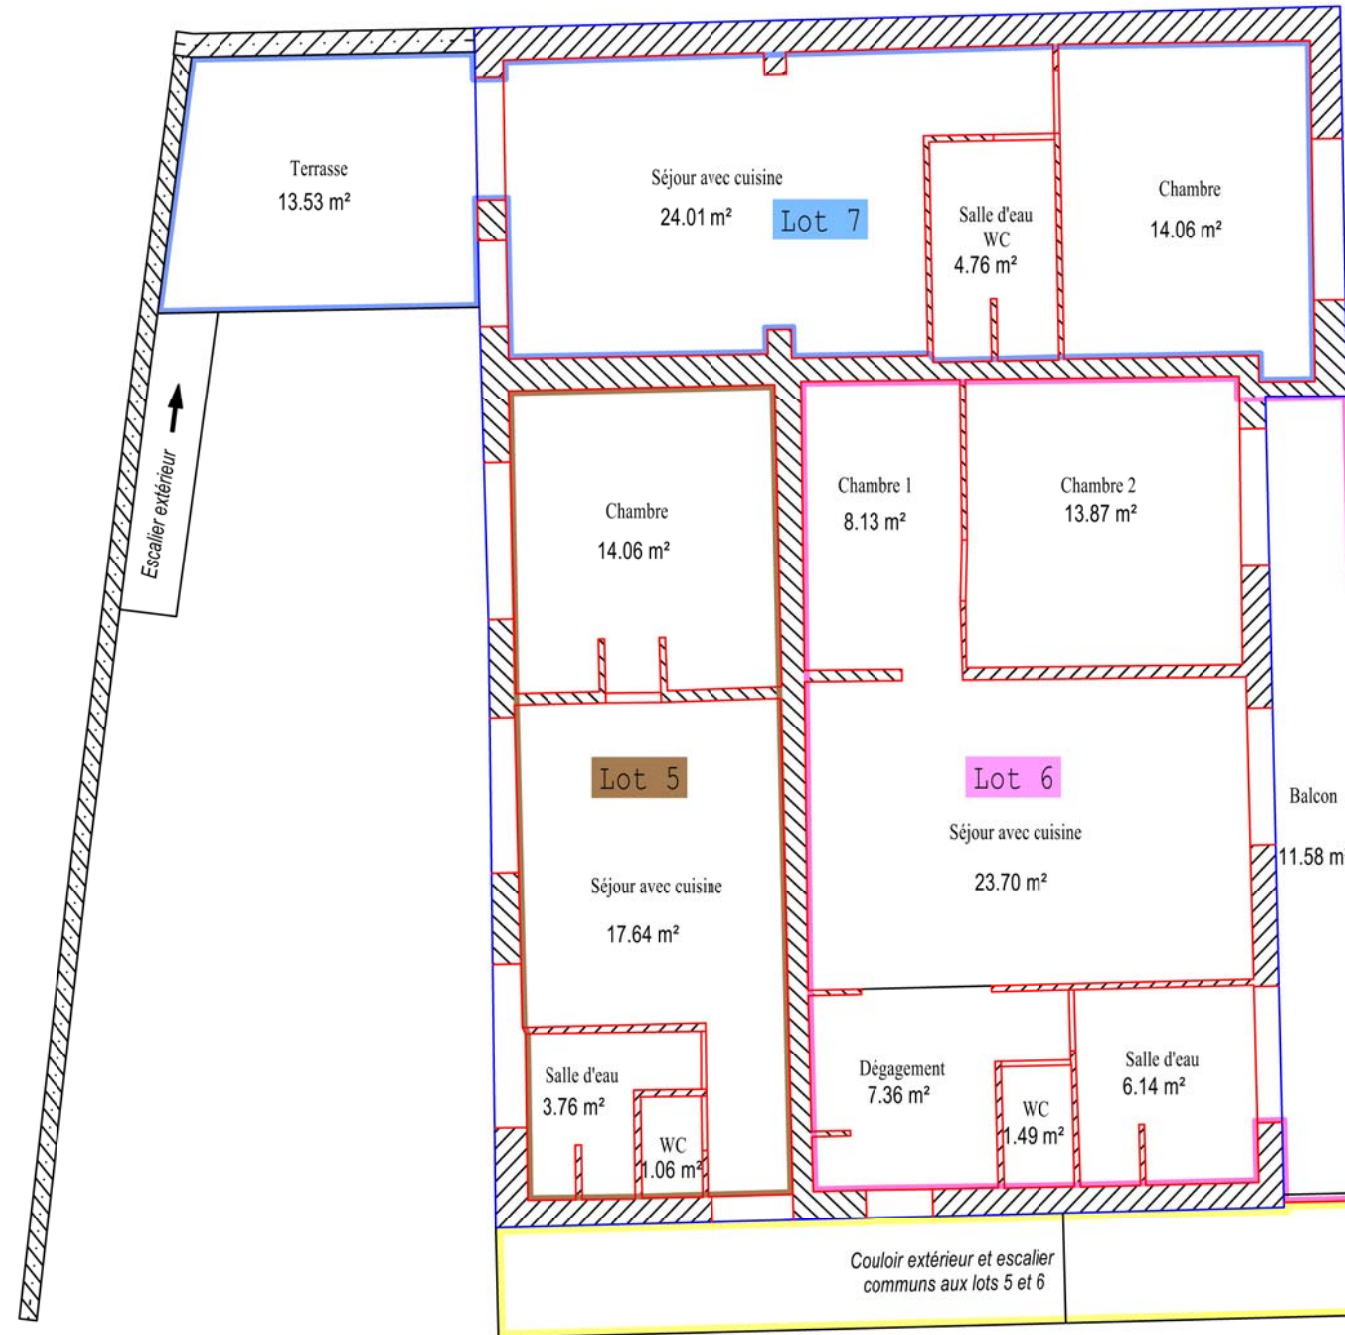 Terrasse
13.53 m²
Séjour avec cuisine
24.01 m²
Lot 7
Salle d'eau
WC
4.76 m²
Chambre
14.06 m²
Escalier extérieur
Chambre
14.06 m²
Chambre 1
8.13 m²
Chambre 2
13.87 m²
Lot 5
Séjour avec cuisine
17.64 m²
Lot 6
Séjour avec cuisine
23.70 m²
Balcon
11.58 m²
Salle d'eau
3.76 m²
WC
1.06 m²
Dégagement
7.36 m²
WC
1.49 m²
Salle d'eau
6.14 m²
Couloir extérieur et escalier
communs aux lots 5 et 6